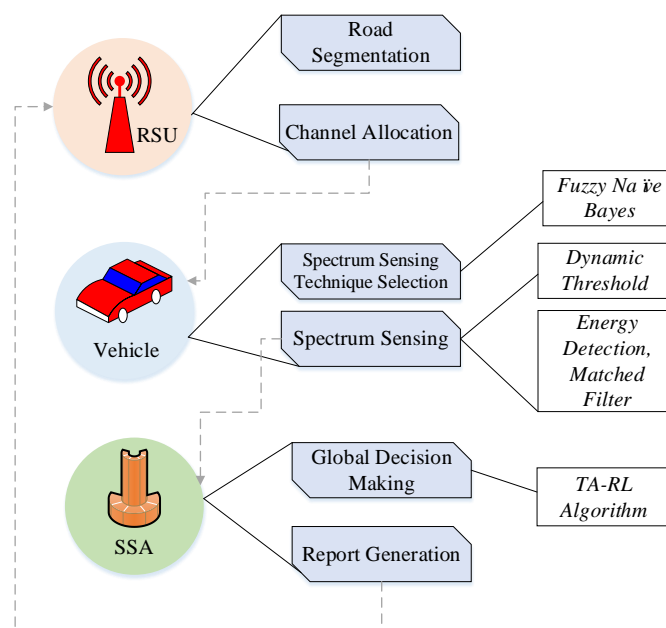 Road
Segmentation
RSU
Channel Allocation
Fuzzy Na ïve
Bayes
Spectrum Sensing
Technique Selection
Dynamic
Threshold
Vehicle
Spectrum Sensing
Energy
Detection,
Matched
Filter
Global Decision
Making
TA-RL
Algorithm
SSA
Report Generation